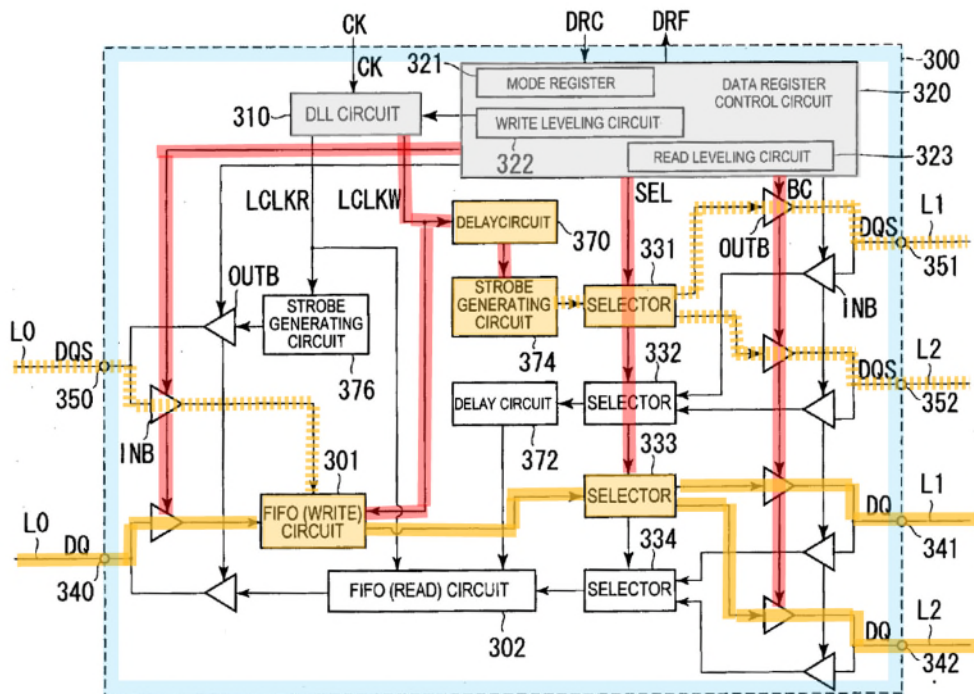 CK
DRC
DRF
CK
321
MODE REGISTER
DATA REGISTER
CONTROL CIRCUIT
300
320
310
DLL CIRCUIT
WRITE LEVELING CIRCUIT
322
READ LEVELING CIRCUIT
323
LCLKR
LCLKW
SEL
BC
L1
DELAYCIRCUIT
370
331
OUTB
DQS
351
OUTB
STROBE
GENERATING
CIRCUIT
STROBE
GENERATING
CIRCUIT
SELECTOR
INB
L0
DQS
376
374
332
DQS
L2
350
352
DELAY CIRCUIT
SELECTOR
INB
301
372
333
L1
L0
DQ
FIFO (WRITE)
CIRCUIT
SELECTOR
DQ
340
334
341
FIFO (READ) CIRCUIT
SELECTOR
L2
302
DQ
342